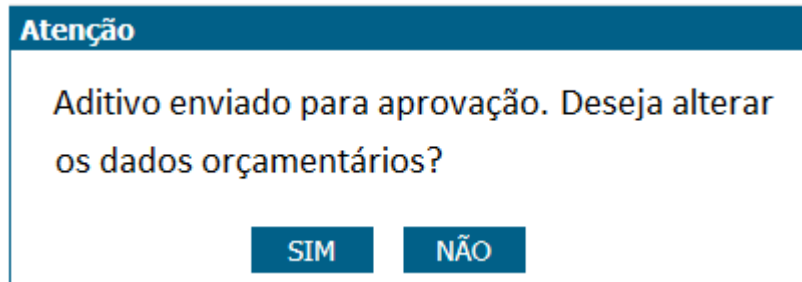 Atenção
Aditivo enviado para aprovação. Deseja alterar
os dados orçamentários?
SIM NÃO